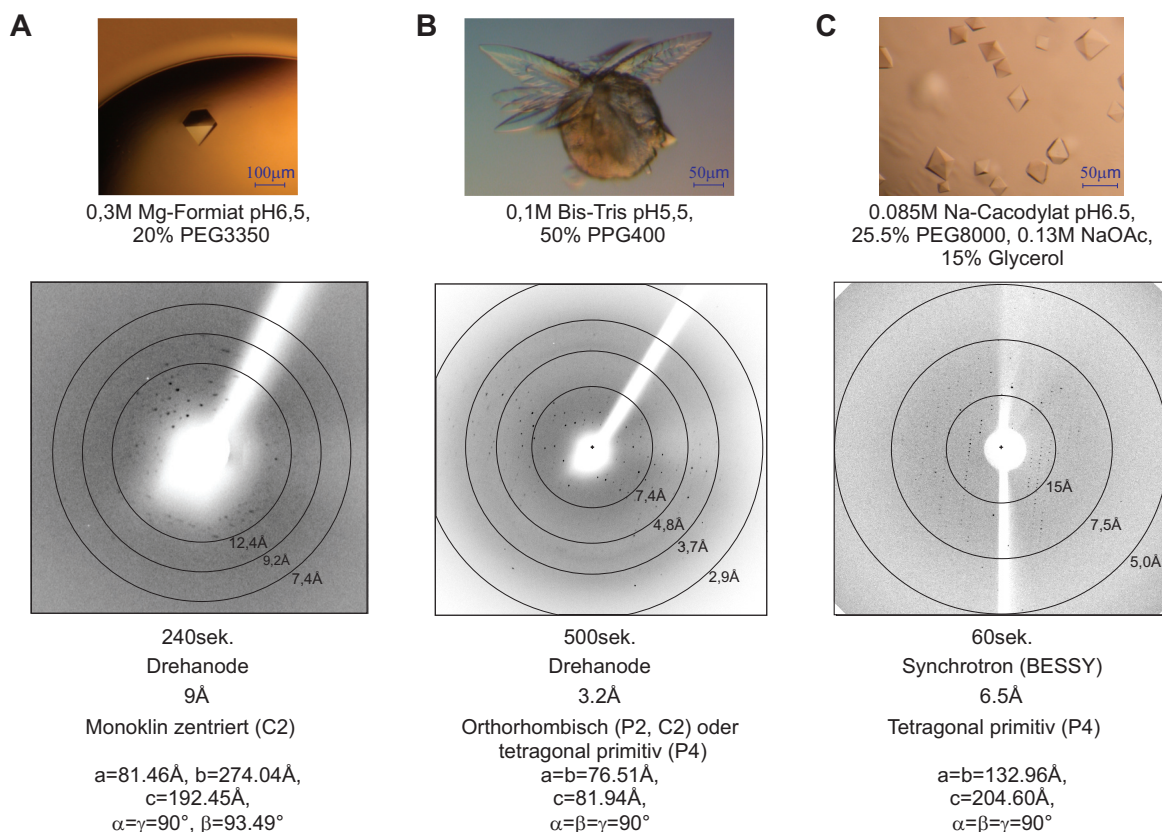 A
B
C
100µm
50µm
50µm
0,3M Mg-Formiat pH6,5,
20% PEG3350
0,1M Bis-Tris pH5,5,
50% PPG400
0.085M Na-Cacodylat pH6.5,
25.5% PEG8000, 0.13M NaOAc,
15% Glycerol
12,4Å
9,2Å
7,4Å
7,4Å
4,8Å
3,7Å
2,9Å
15Å
7,5Å
5,0Å
240sek.
Drehanode
9Å
Monoklin zentriert (C2)
a=81.46Å, b=274.04Å,
c=192.45Å,
α=γ=90°, β=93.49°
500sek.
Drehanode
3.2Å
Orthorhombisch (P2, C2) oder
tetragonal primitiv (P4)
a=b=76.51Å,
c=81.94Å,
α=β=γ=90°
60sek.
Synchrotron (BESSY)
6.5Å
Tetragonal primitiv (P4)
a=b=132.96Å,
c=204.60Å,
α=β=γ=90°